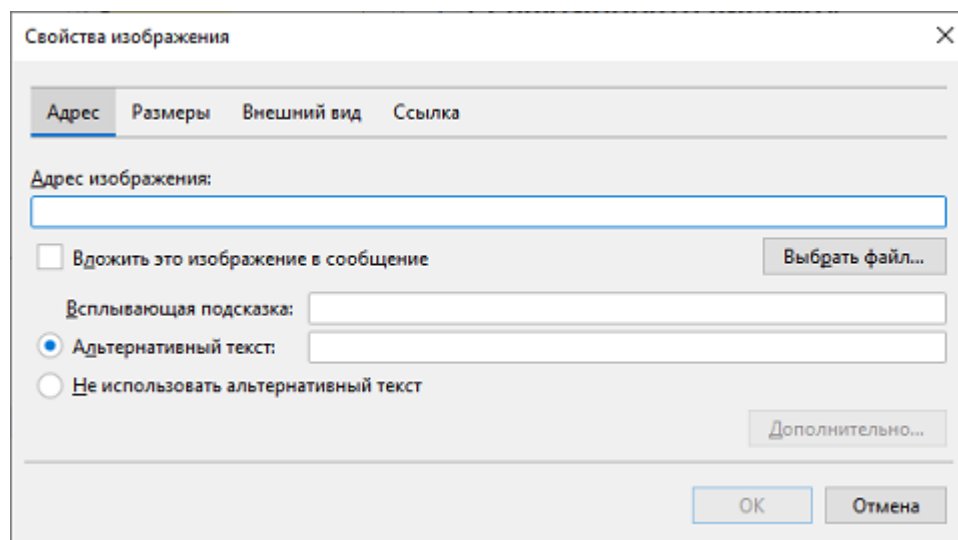 Свойства изображения
Адрес Размеры Внешний вид Ссылка
Адрес изображения:
Вложить это изображение в сообщение Выбрать файл...
Всплывающая подсказка:
Альтернативный текст:
Не использовать альтернативный текст
Дополнительно...
ОК Отмена